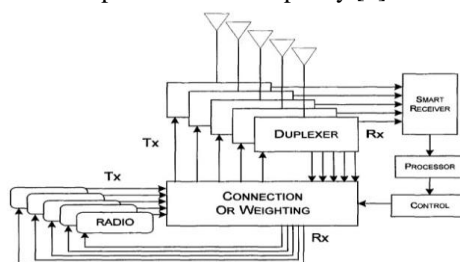 SMART
RECEIVER
Tx
DUPLEXER
Rx
PROCESSOR
Tx
CONNECTION
OR WEIGHTING
CONTROL
RADIO
Rx